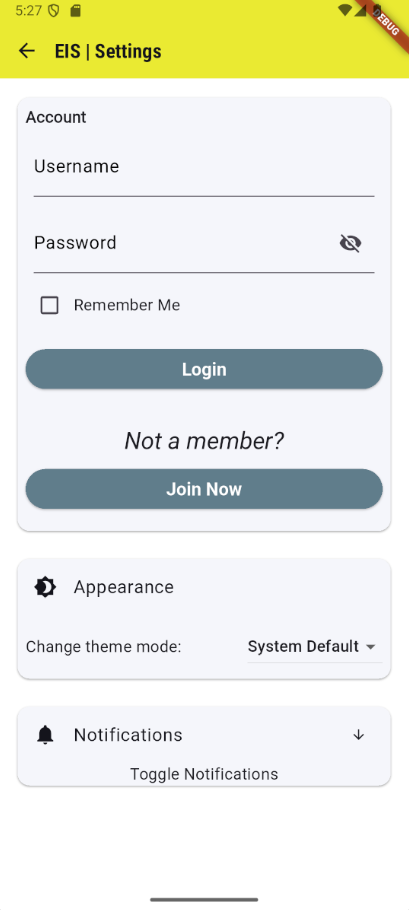 5:27
DEBUG
EIS | Settings
Account
Username
Password
Remember Me
Login
Not a member?
Join Now
Appearance
Change theme mode:
System Default
Notifications
Toggle Notifications